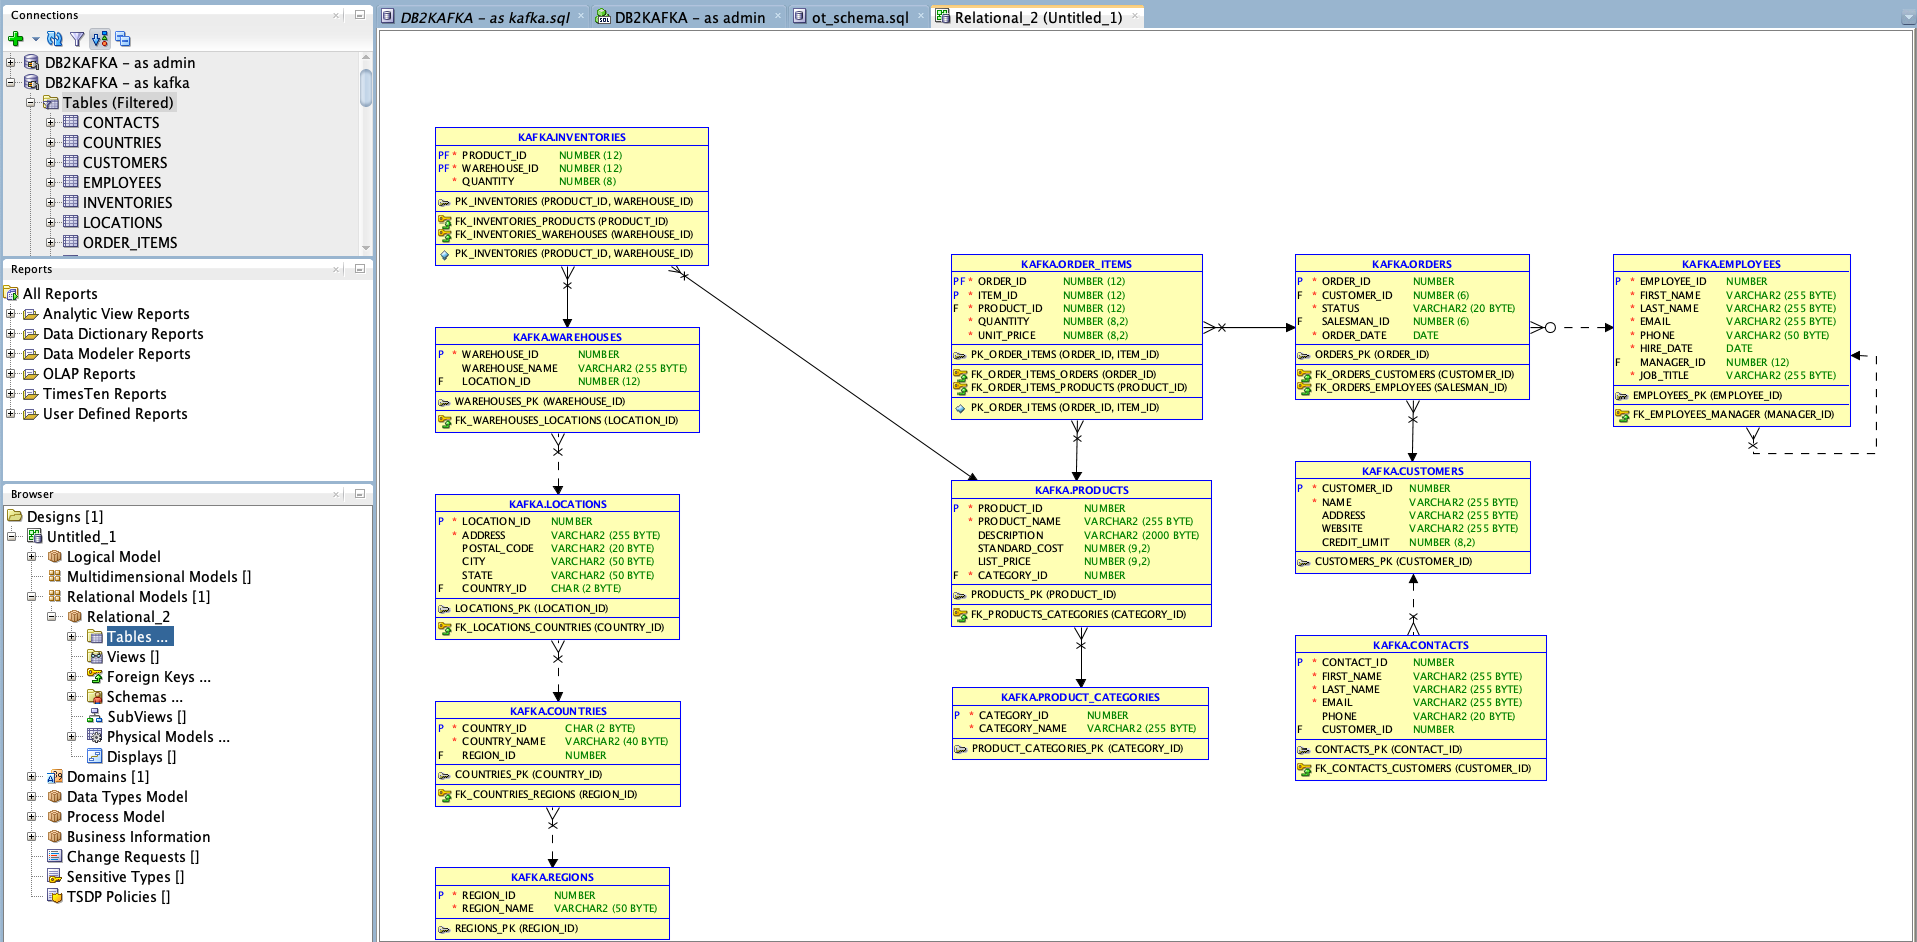 Connections
DB2KAFKA - as admin
DB2KAFKA - as kafka
Tables (Filtered)
CONTACTS
COUNTRIES
CUSTOMERS
EMPLOYEES
INVENTORIES
LOCATIONS
ORDER_ITEMS
Reports
All Reports
Analytic View Reports
Data Dictionary Reports
Data Modeler Reports
OLAP Reports
TimesTen Reports
User Defined Reports
Browser
Designs [1]
Untitled_1
Logical Model
Multidimensional Models []
Relational Models [1]
Relational_2
Tables ...
Views []
Foreign Keys ...
Schemas ...
SubViews []
Physical Models ...
Displays []
Domains [1]
Data Types Model
Process Model
Business Information
Change Requests []
Sensitive Types []
TSDP Policies []
DB2KAFKA - as kafka.sql
DB2KAFKA - as admin
ot_schema.sql
Relational_2 (Untitled_1)
KAFKA.INVENTORIES
PF * PRODUCT_ID NUMBER (12)
PF * WAREHOUSE_ID NUMBER (12)
* QUANTITY NUMBER (8)
PK_INVENTORIES (PRODUCT_ID, WAREHOUSE_ID)
FK_INVENTORIES_PRODUCTS (PRODUCT_ID)
FK_INVENTORIES_WAREHOUSES (WAREHOUSE_ID)
PK_INVENTORIES (PRODUCT_ID, WAREHOUSE_ID)
KAFKA.WAREHOUSES
P * WAREHOUSE_ID NUMBER
WAREHOUSE_NAME VARCHAR2 (255 BYTE)
F LOCATION_ID NUMBER (12)
WAREHOUSES_PK (WAREHOUSE_ID)
FK_WAREHOUSES_LOCATIONS (LOCATION_ID)
KAFKA.LOCATIONS
P * LOCATION_ID NUMBER
* ADDRESS VARCHAR2 (255 BYTE)
POSTAL_CODE VARCHAR2 (20 BYTE)
CITY VARCHAR2 (50 BYTE)
STATE VARCHAR2 (50 BYTE)
F COUNTRY_ID CHAR (2 BYTE)
LOCATIONS_PK (LOCATION_ID)
FK_LOCATIONS_COUNTRIES (COUNTRY_ID)
KAFKA.COUNTRIES
P * COUNTRY_ID CHAR (2 BYTE)
* COUNTRY_NAME VARCHAR2 (40 BYTE)
F REGION_ID NUMBER
COUNTRIES_PK (COUNTRY_ID)
FK_COUNTRIES_REGIONS (REGION_ID)
KAFKA.REGIONS
P * REGION_ID NUMBER
* REGION_NAME VARCHAR2 (50 BYTE)
REGIONS_PK (REGION_ID)
KAFKA.ORDER_ITEMS
PF * ORDER_ID NUMBER (12)
P * ITEM_ID NUMBER (12)
F * PRODUCT_ID NUMBER (12)
* QUANTITY NUMBER (8,2)
* UNIT_PRICE NUMBER (8,2)
PK_ORDER_ITEMS (ORDER_ID, ITEM_ID)
FK_ORDER_ITEMS_ORDERS (ORDER_ID)
FK_ORDER_ITEMS_PRODUCTS (PRODUCT_ID)
PK_ORDER_ITEMS (ORDER_ID, ITEM_ID)
KAFKA.PRODUCTS
P * PRODUCT_ID NUMBER
* PRODUCT_NAME VARCHAR2 (255 BYTE)
DESCRIPTION VARCHAR2 (2000 BYTE)
STANDARD_COST NUMBER (9,2)
LIST_PRICE NUMBER (9,2)
F * CATEGORY_ID NUMBER
PRODUCTS_PK (PRODUCT_ID)
FK_PRODUCTS_CATEGORIES (CATEGORY_ID)
KAFKA.PRODUCT_CATEGORIES
P * CATEGORY_ID NUMBER
* CATEGORY_NAME VARCHAR2 (255 BYTE)
PRODUCT_CATEGORIES_PK (CATEGORY_ID)
KAFKA.ORDERS
P * ORDER_ID NUMBER
F * CUSTOMER_ID NUMBER (6)
* STATUS VARCHAR2 (20 BYTE)
F SALESMAN_ID NUMBER (6)
* ORDER_DATE DATE
ORDERS_PK (ORDER_ID)
FK_ORDERS_CUSTOMERS (CUSTOMER_ID)
FK_ORDERS_EMPLOYEES (SALESMAN_ID)
KAFKA.CUSTOMERS
P * CUSTOMER_ID NUMBER
* NAME VARCHAR2 (255 BYTE)
ADDRESS VARCHAR2 (255 BYTE)
WEBSITE VARCHAR2 (255 BYTE)
CREDIT_LIMIT NUMBER (8,2)
CUSTOMERS_PK (CUSTOMER_ID)
KAFKA.CONTACTS
P * CONTACT_ID NUMBER
* FIRST_NAME VARCHAR2 (255 BYTE)
* LAST_NAME VARCHAR2 (255 BYTE)
* EMAIL VARCHAR2 (255 BYTE)
PHONE VARCHAR2 (20 BYTE)
F CUSTOMER_ID NUMBER
CONTACTS_PK (CONTACT_ID)
FK_CONTACTS_CUSTOMERS (CUSTOMER_ID)
KAFKA.EMPLOYEES
P * EMPLOYEE_ID NUMBER
* FIRST_NAME VARCHAR2 (255 BYTE)
* LAST_NAME VARCHAR2 (255 BYTE)
* EMAIL VARCHAR2 (255 BYTE)
* PHONE VARCHAR2 (50 BYTE)
* HIRE_DATE DATE
F MANAGER_ID NUMBER (12)
* JOB_TITLE VARCHAR2 (255 BYTE)
EMPLOYEES_PK (EMPLOYEE_ID)
FK_EMPLOYEES_MANAGER (MANAGER_ID)